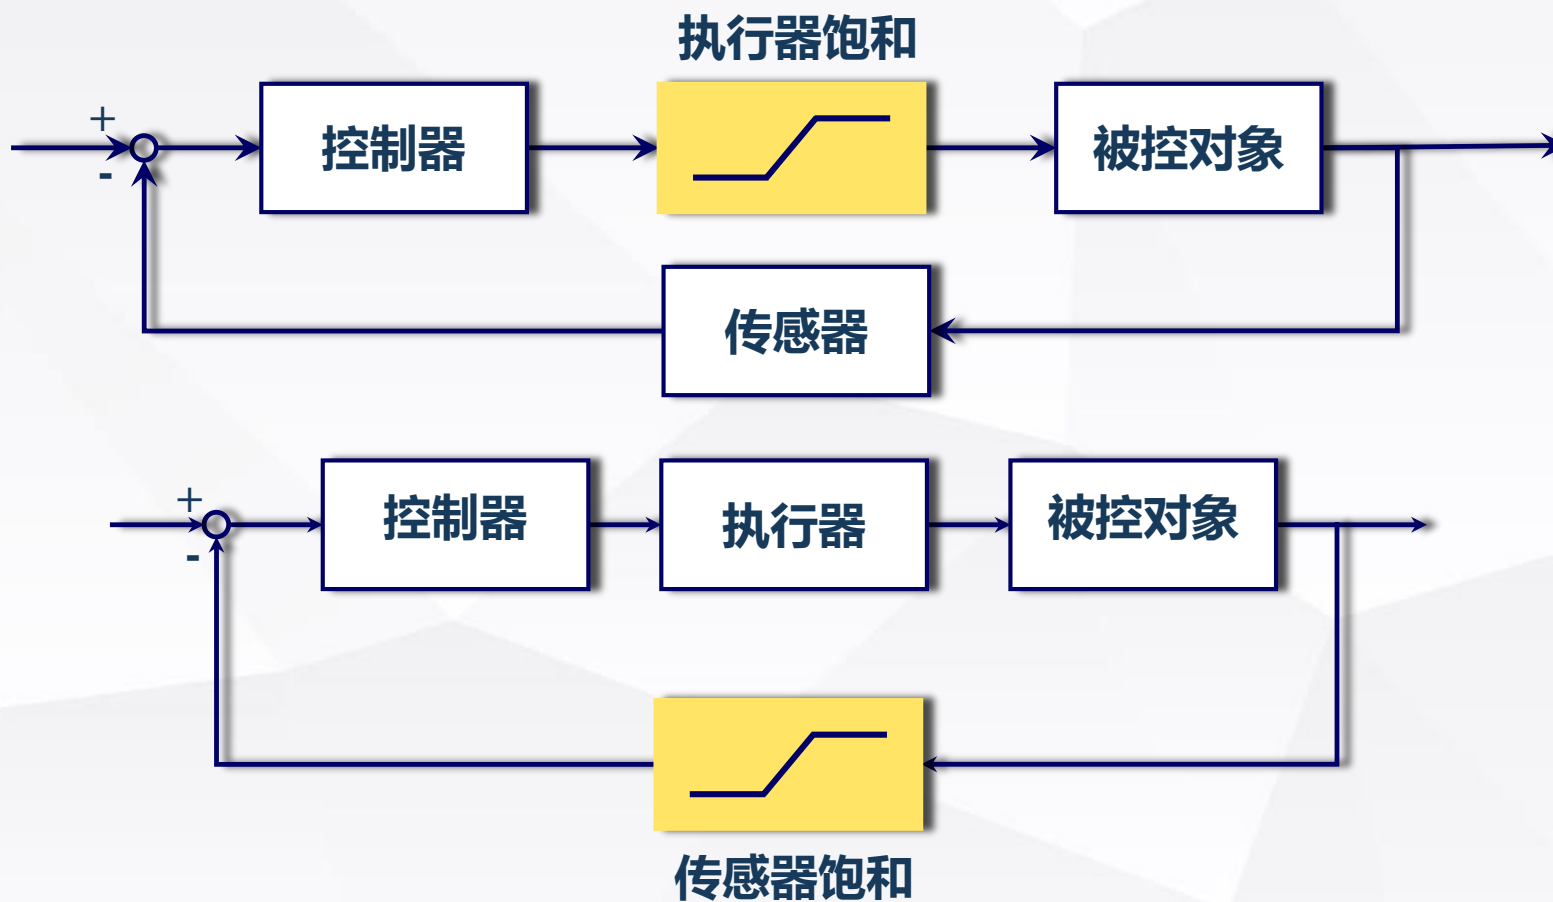 执行器饱和
+
控制器
被控对象
-
传感器
+
控制器
执行器
被控对象
-
传感器饱和